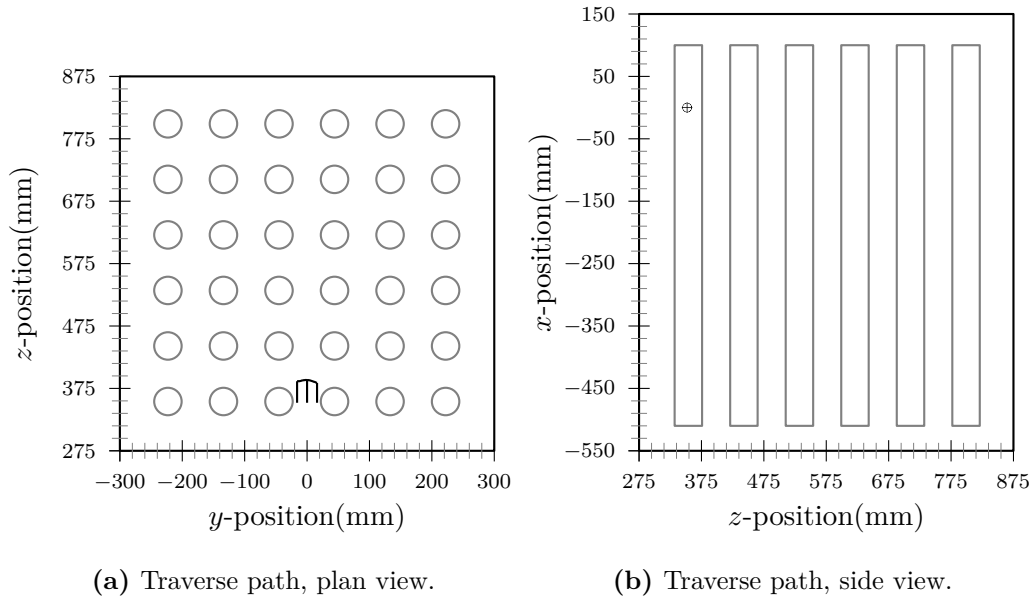 875
775
675
575
475
375
275
−300 −200 −100 0 100 200 300
z-position(mm)
y-position(mm)
(a) Traverse path, plan view.
150
50
−50
−150
−250
−350
−450
−550
275 375 475 575 675 775 875
x-position(mm)
z-position(mm)
(b) Traverse path, side view.